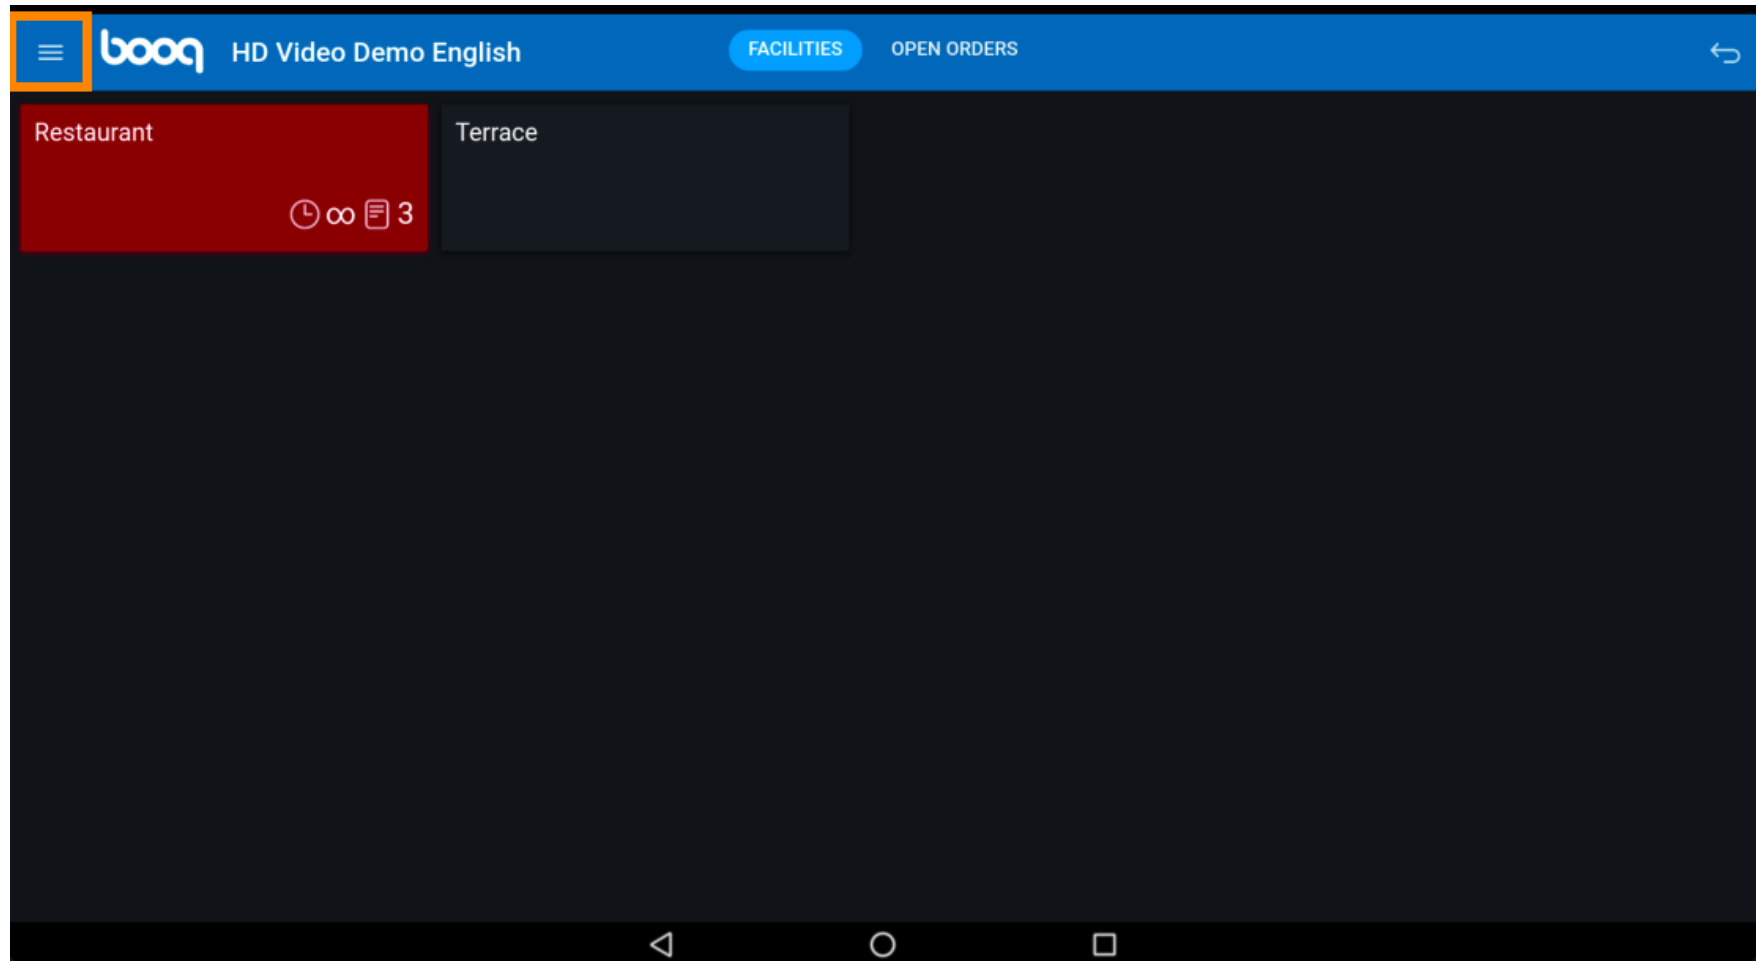 booq HD Video Demo English FACILITIES OPEN ORDERS
Restaurant Terrace
∞ 3